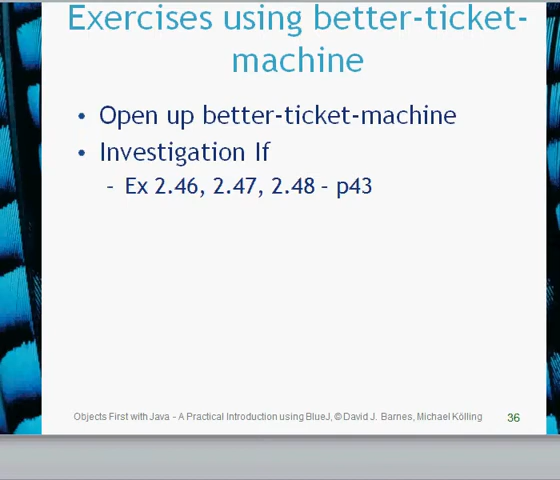 Exercises using better-ticket-
machine
• Open up better-ticket-machine
• Investigation If
– Ex 2.46, 2.47, 2.48 – p43
Objects First with Java - A Practical Introduction using BlueJ, © David J. Barnes, Michael Kölling
36